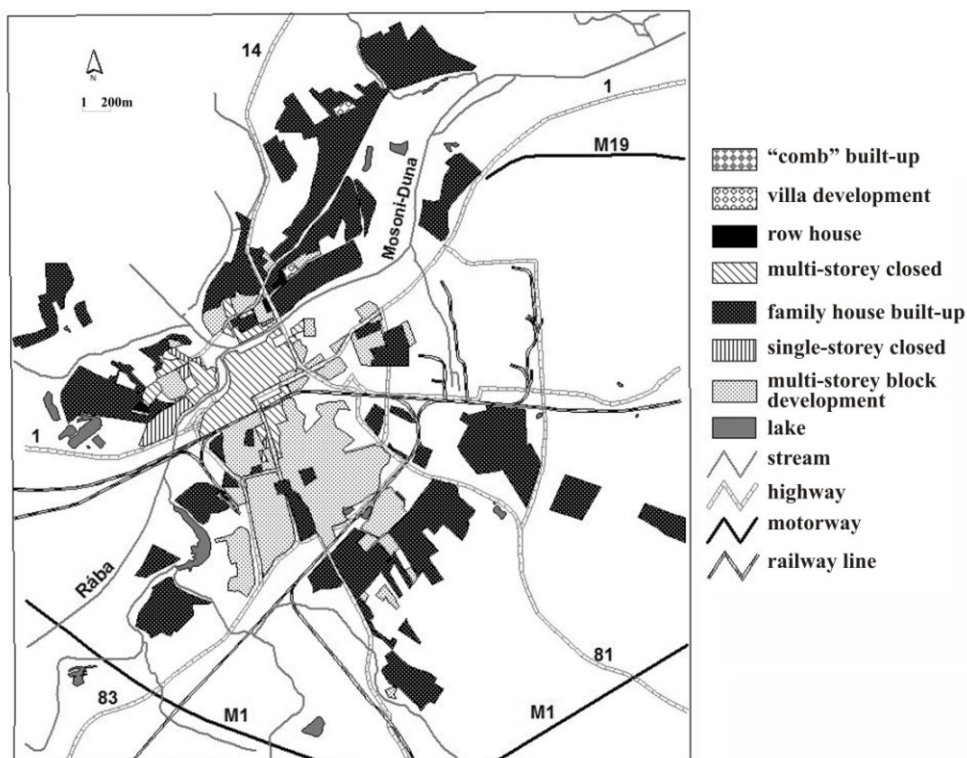 14
N
1 200m
1
M19
Mosoni-Duna
1
Rába
83
M1
81
M1
“comb” built-up
villa development
row house
multi-storey closed
family house built-up
single-storey closed
multi-storey block
development
lake
stream
highway
motorway
railway line